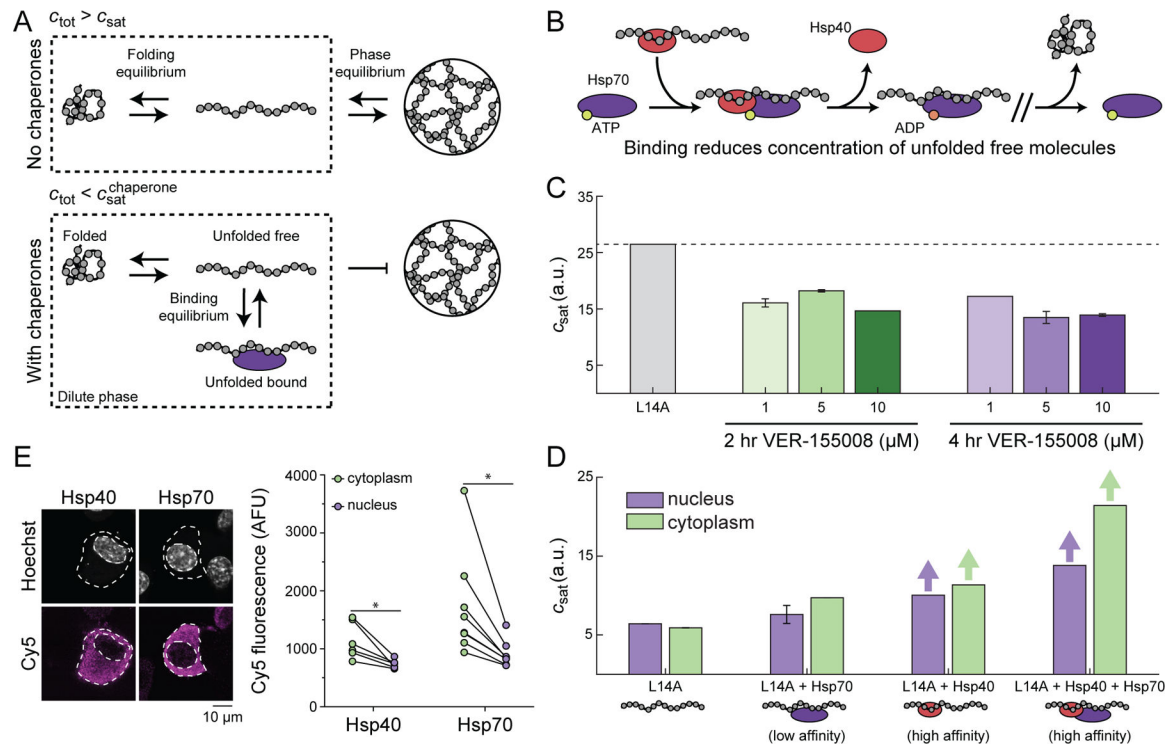 A
c_tot > c_sat
No chaperones
Folding
equilibrium
Phase
equilibrium
c_tot < c_sat^chaperone
With chaperones
Folded
Unfolded free
Binding
equilibrium
Unfolded bound
Dilute phase
B
Hsp40
Hsp70
ATP
ADP
Binding reduces concentration of unfolded free molecules
C
c_sat (a.u.)
35
25
15
5
L14A
1 5 10
1 5 10
2 hr VER-155008 (µM)
4 hr VER-155008 (µM)
D
c_sat (a.u.)
25
15
5
nucleus
cytoplasm
L14A
L14A + Hsp70
L14A + Hsp40
L14A + Hsp40 + Hsp70
(low affinity)
(high affinity)
(high affinity)
E
Hsp40
Hsp70
Hoechst
Cy5
10 µm
Cy5 fluorescence (AFU)
4000
3000
2000
1000
0
cytoplasm
nucleus
*
*
Hsp40
Hsp70